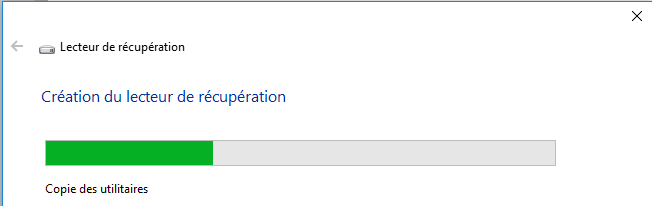 Lecteur de récupération
Création du lecteur de récupération
Copie des utilitaires